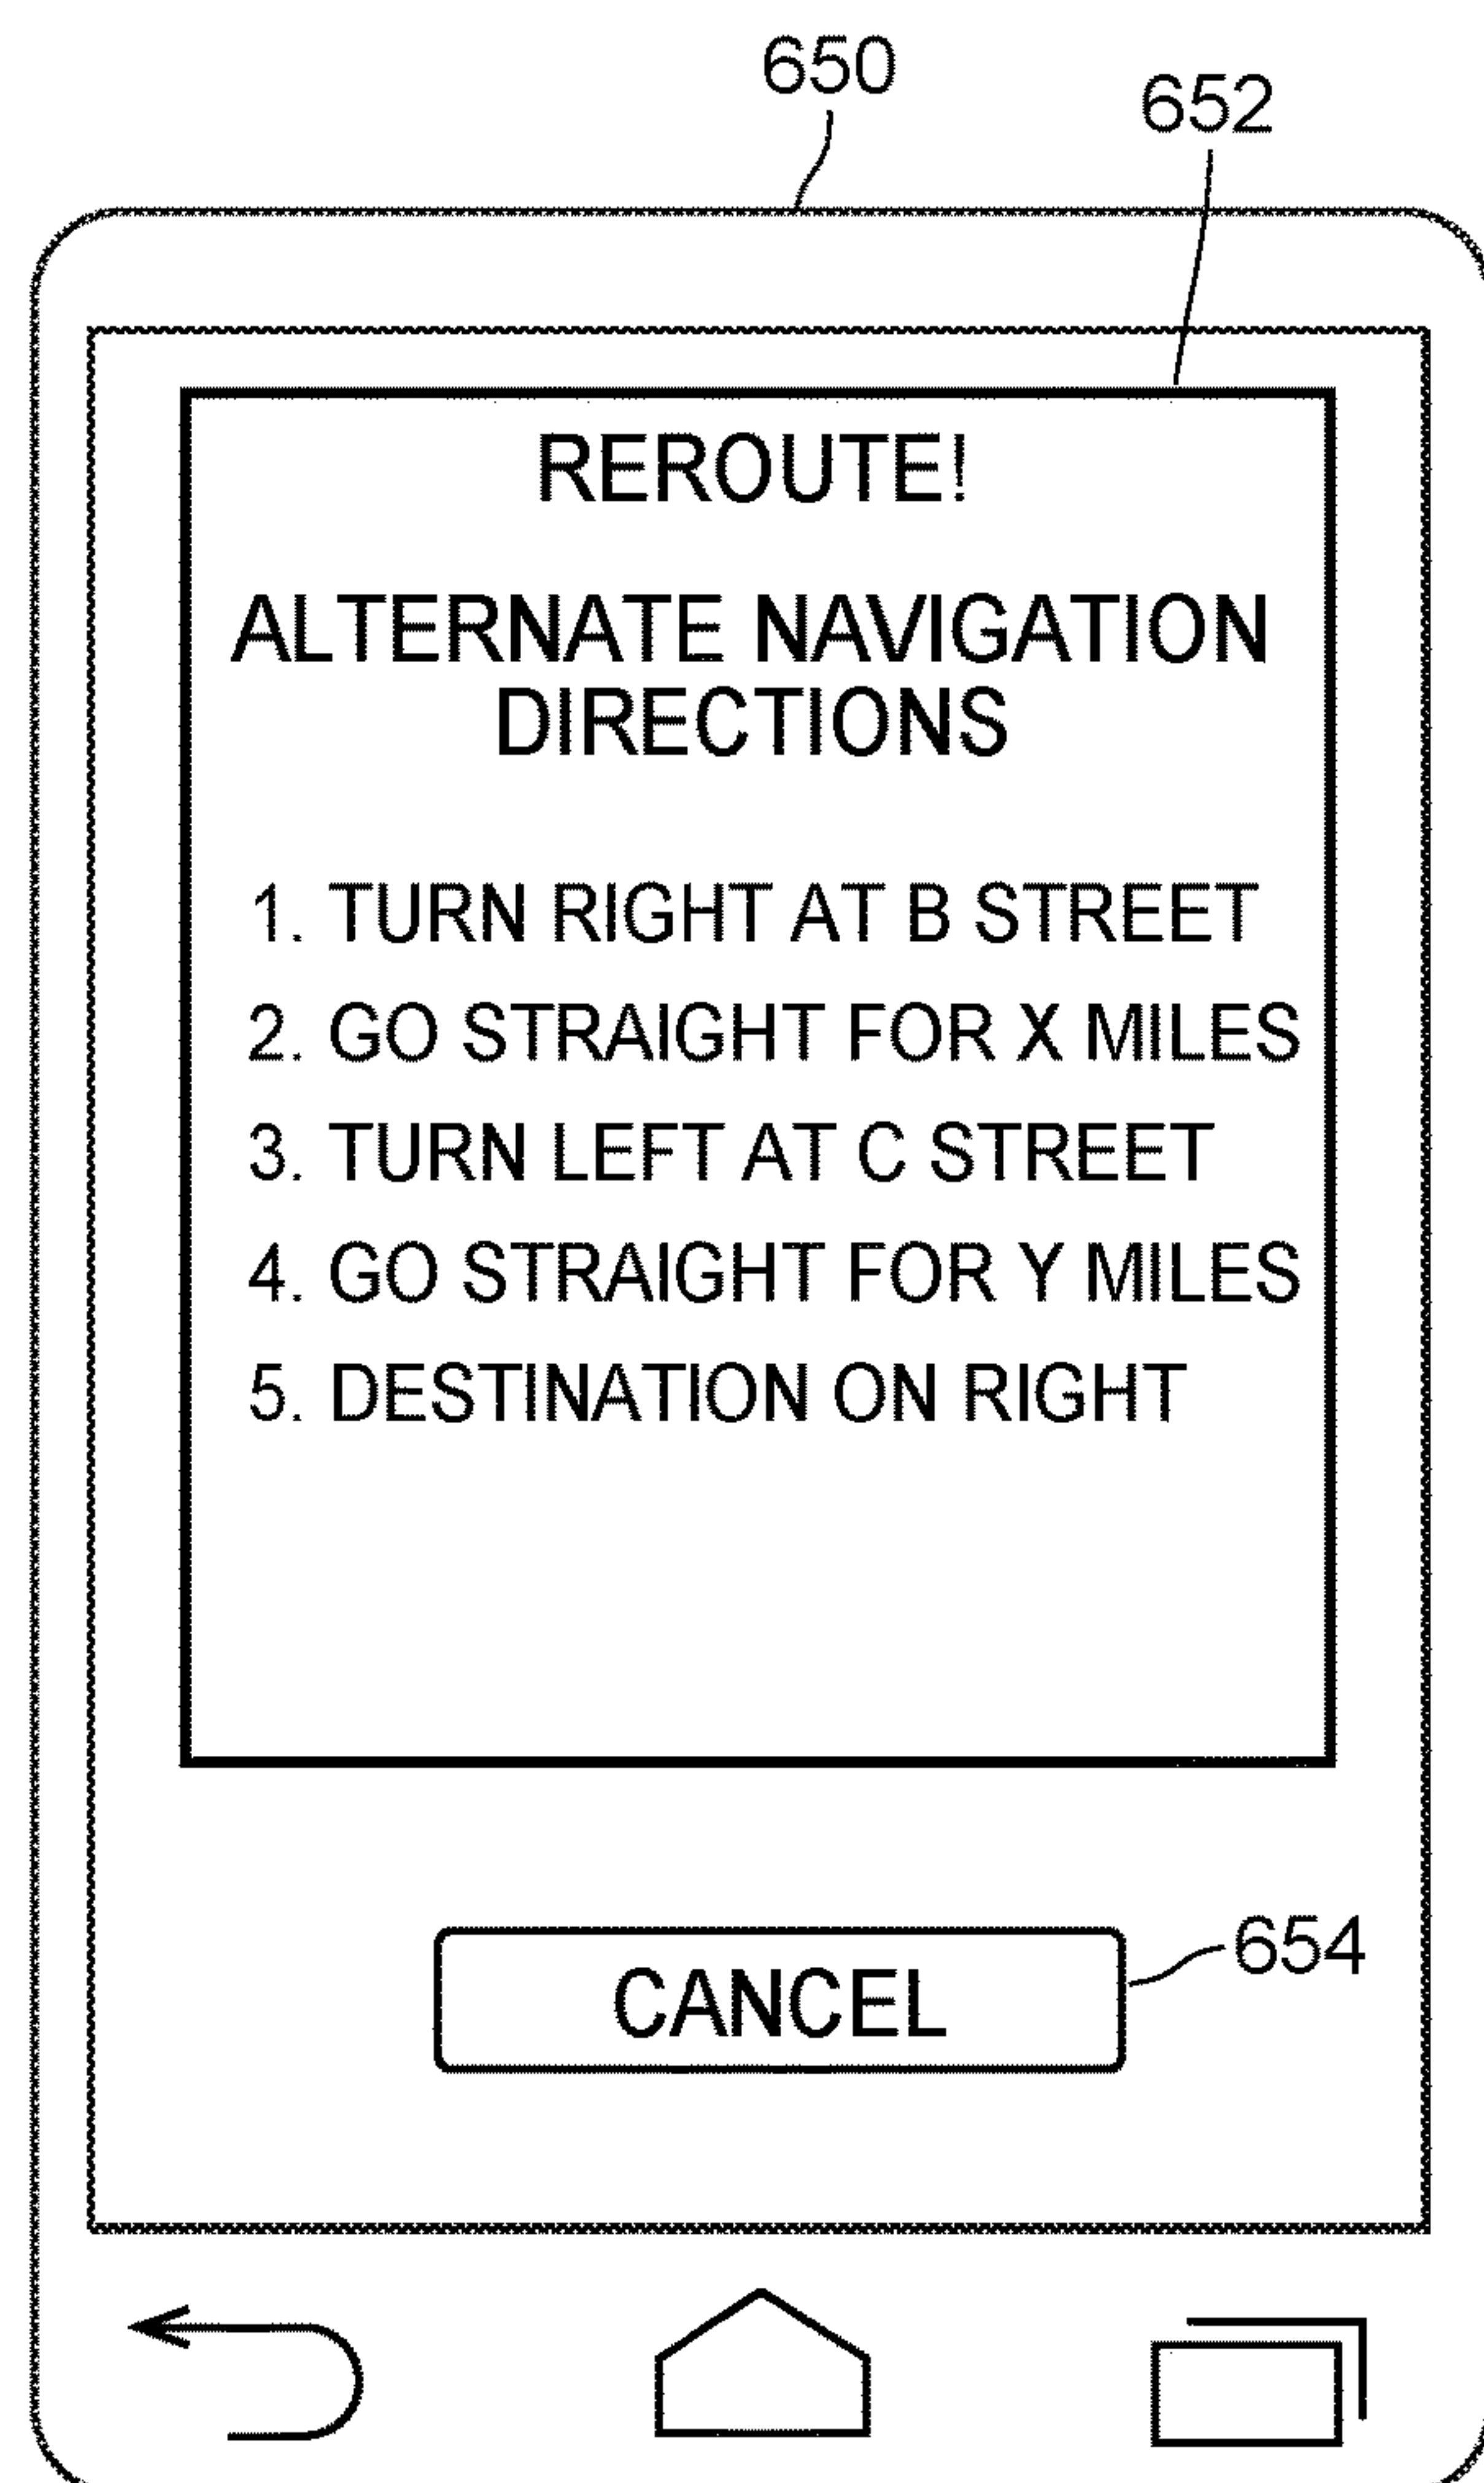 650
652
REROUTE!
ALTERNATE NAVIGATION
DIRECTIONS
1. TURN RIGHT AT B STREET
2. GO STRAIGHT FOR X MILES
3. TURN LEFT AT C STREET
4. GO STRAIGHT FOR Y MILES
5. DESTINATION ON RIGHT
CANCEL
654